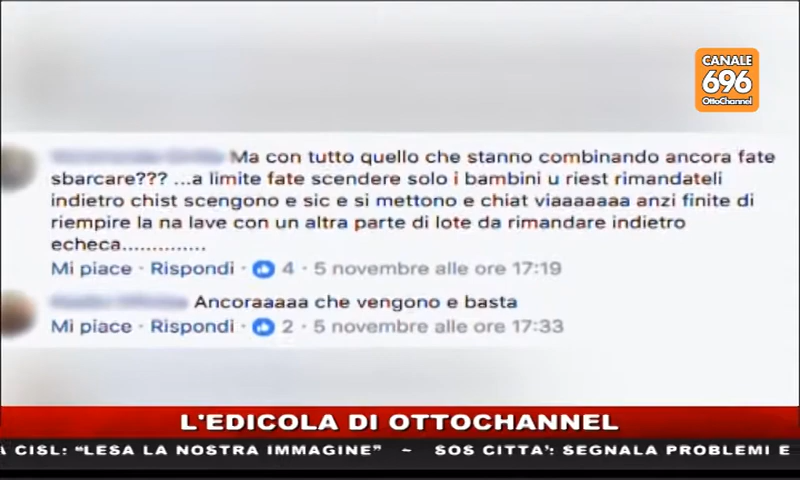 CANALE
696
OttoChannel
Ma con tutto quello che stanno combinando ancora fate
sbarcare??? ...a limite fate scendere solo i bambini u riest rimandateli
indietro chist scengono e sic e si mettono e chiat viaaaaaaa anzi finite di
riempire la na lave con un altra parte di lote da rimandare indietro
echeca..............
Mi piace · Rispondi · 4 · 5 novembre alle ore 17:19
Ancoraaaaa che vengono e basta
Mi piace · Rispondi · 2 · 5 novembre alle ore 17:33
L'EDICOLA DI OTTOCHANNEL
A CISL: “LESA LA NOSTRA IMMAGINE” ~ SOS CITTA': SEGNALA PROBLEMI E